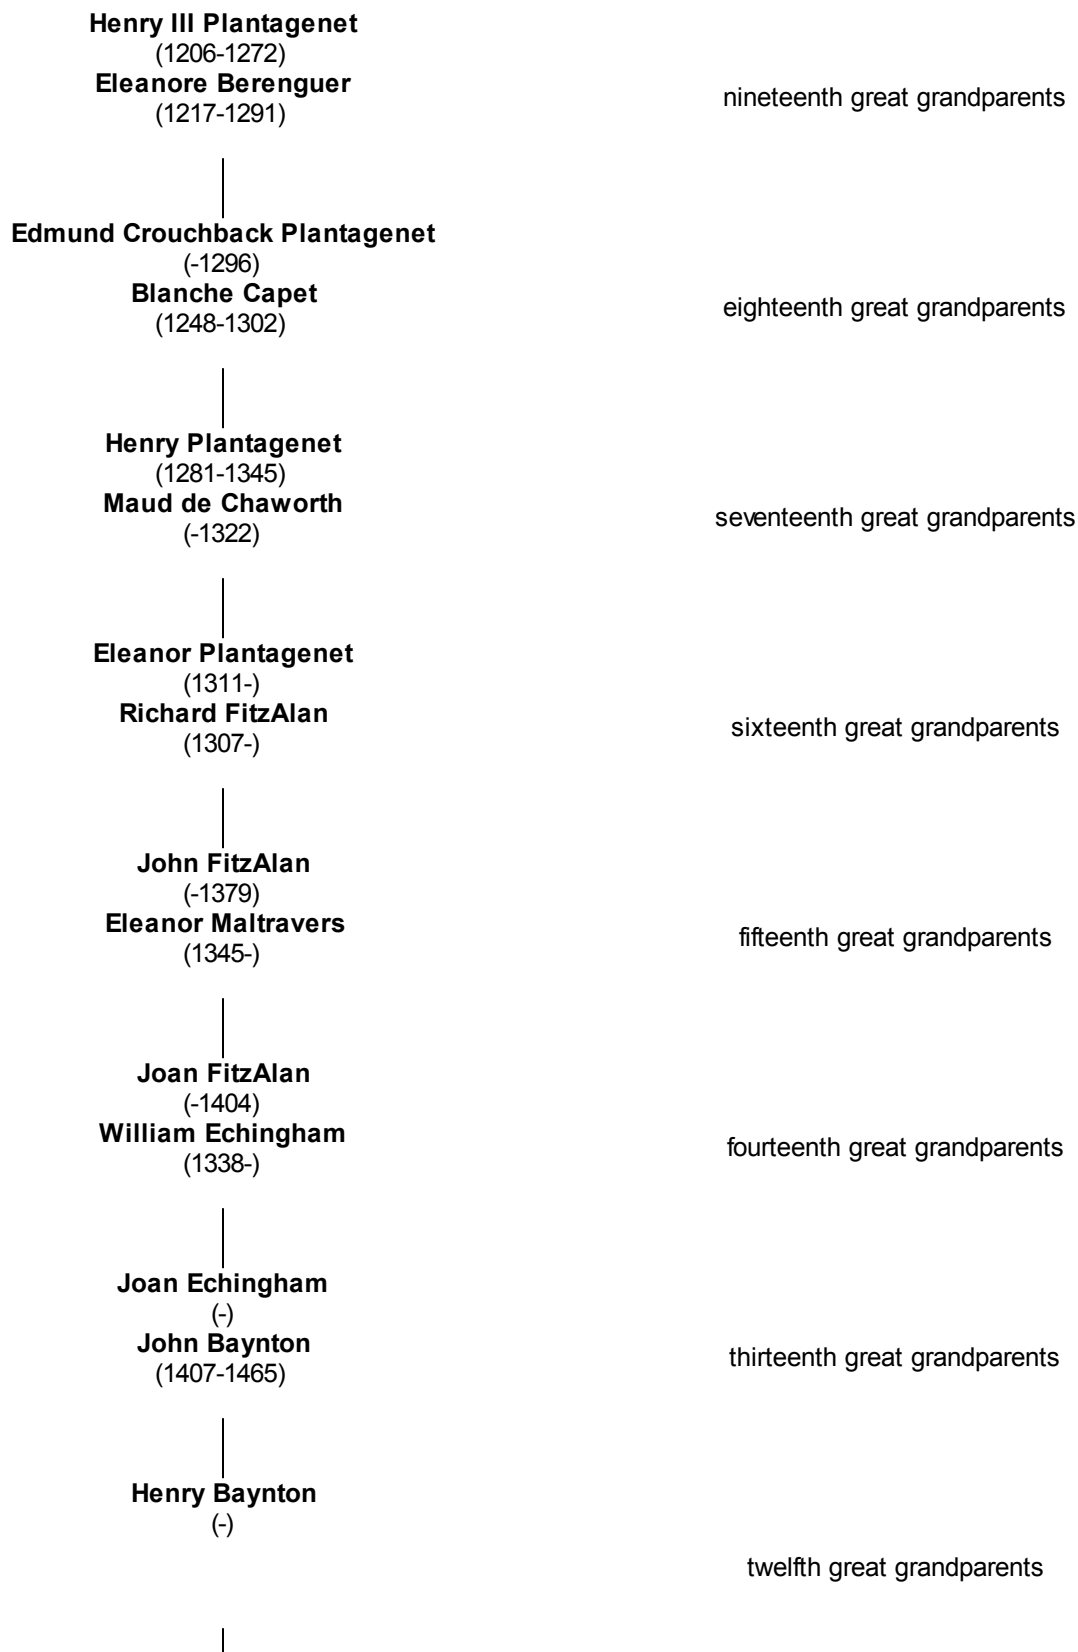 Henry III Plantagenet
(1206-1272)
Eleanore Berenguer
(1217-1291)
nineteenth great grandparents
Edmund Crouchback Plantagenet
(-1296)
Blanche Capet
(1248-1302)
eighteenth great grandparents
Henry Plantagenet
(1281-1345)
Maud de Chaworth
(-1322)
seventeenth great grandparents
Eleanor Plantagenet
(1311-)
Richard FitzAlan
(1307-)
sixteenth great grandparents
John FitzAlan
(-1379)
Eleanor Maltravers
(1345-)
fifteenth great grandparents
Joan FitzAlan
(-1404)
William Echingham
(1338-)
fourteenth great grandparents
Joan Echingham
(-)
John Baynton
(1407-1465)
thirteenth great grandparents
Henry Baynton
(-)
twelfth great grandparents